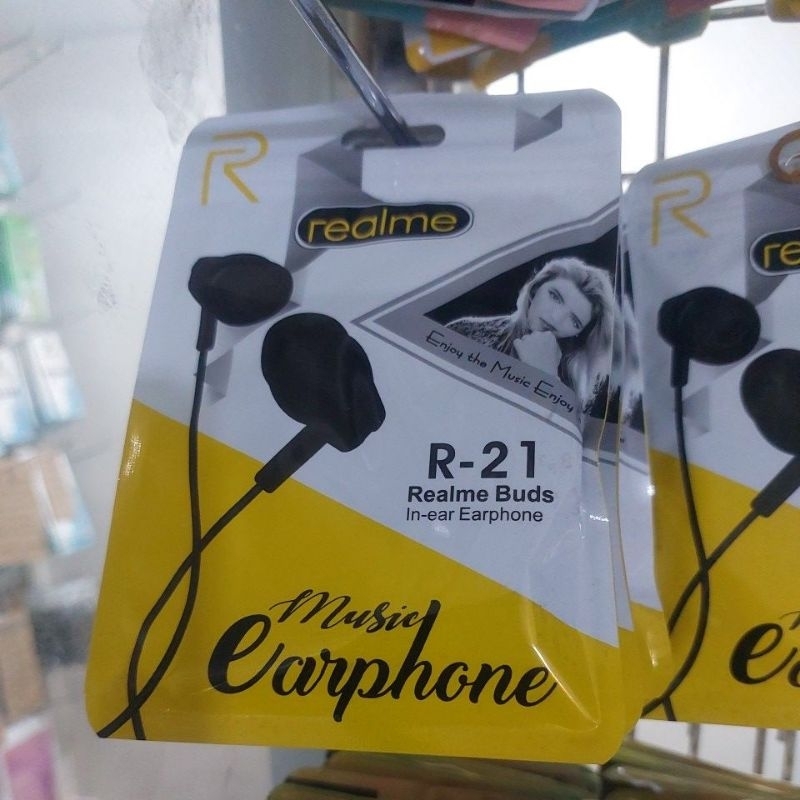 R
realme
Enjoy the Music Enjoy
R-21
Realme Buds
In-ear Earphone
Music
earphone
R
re